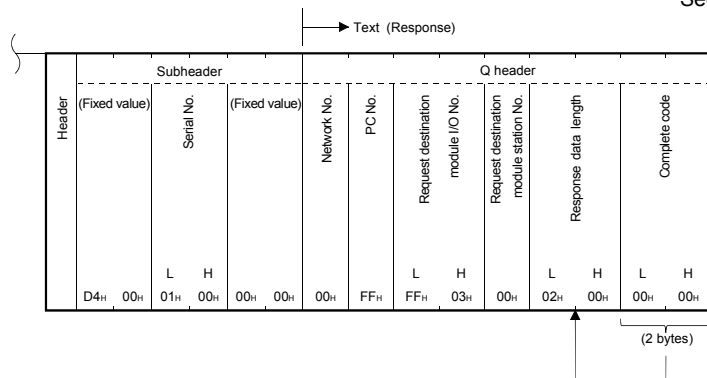 Text (Response)
Subheader
Q header
Header
(Fixed value)
Serial No.
(Fixed value)
Network No.
PC No.
Request destination
module I/O No.
Request destination
module station No.
Response data length
Complete code
L H L H L H L H
D4H 00H 01H 00H 00H 00H 00H FFH FFH 03H 00H 02H 00H 00H 00H
(2 bytes)